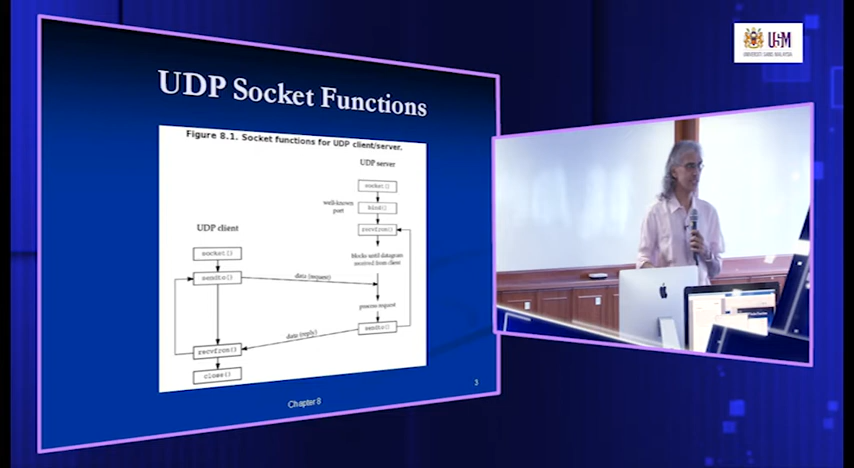 UDP Socket Functions
Figure 8.1. Socket functions for UDP client/server.
UDP server
socket()
well-known
port
bind()
recvfrom()
UDP client
blocks until datagram
received from client
socket()
sendto()
data (request)
process request
sendto()
data (reply)
recvfrom()
close()
Chapter 8
3
USM
UNIVERSITI SAINS MALAYSIA